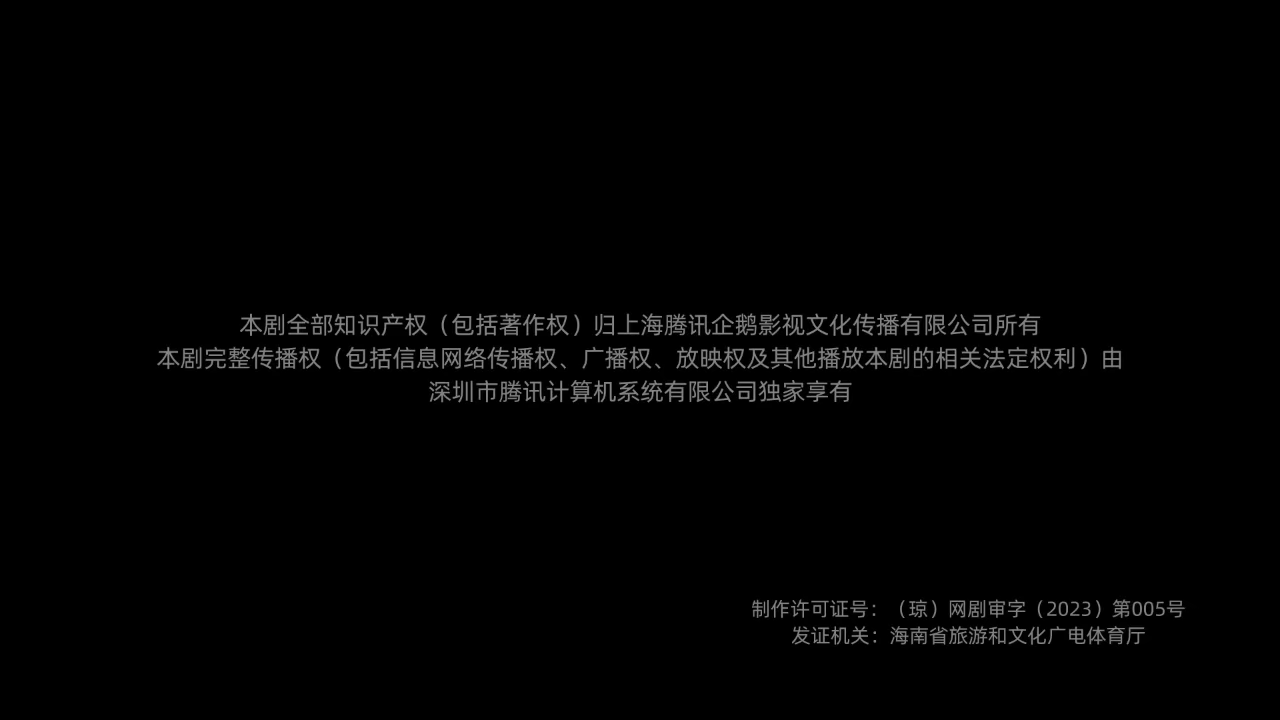 本剧全部知识产权（包括著作权）归上海腾讯企鹅影视文化传播有限公司所有
本剧完整传播权（包括信息网络传播权、广播权、放映权及其他播放本剧的相关法定权利）由
深圳市腾讯计算机系统有限公司独家享有
制作许可证号：（琼）网剧审字（2023）第005号
发证机关：海南省旅游和文化广电体育厅